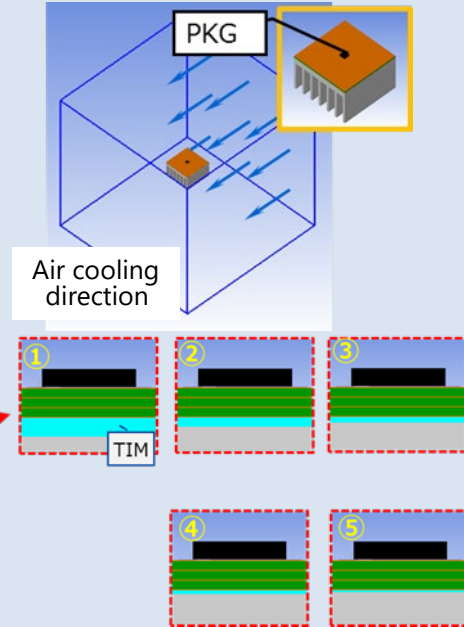 PKG
Air cooling
direction
①
②
③
TIM
④
⑤